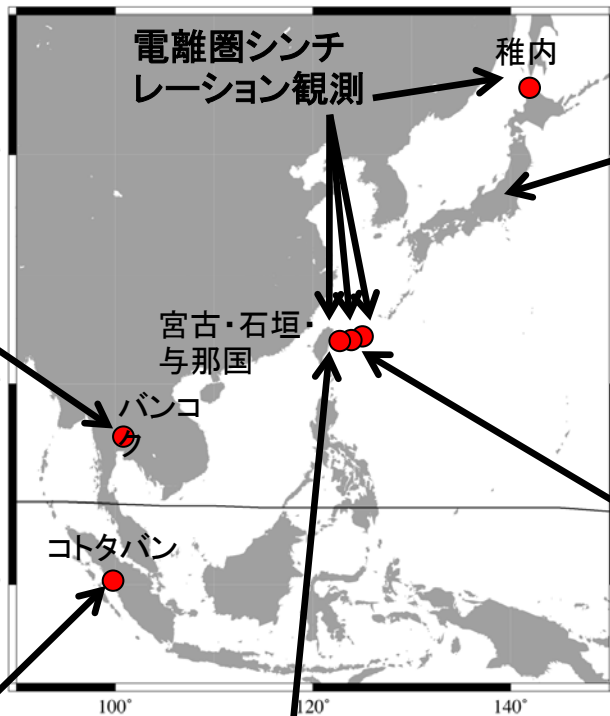 電離圏シンチ
レーション観測
稚内
宮古・石垣・
与那国
バンコ
ク
コトタバン
100°
120°
140°